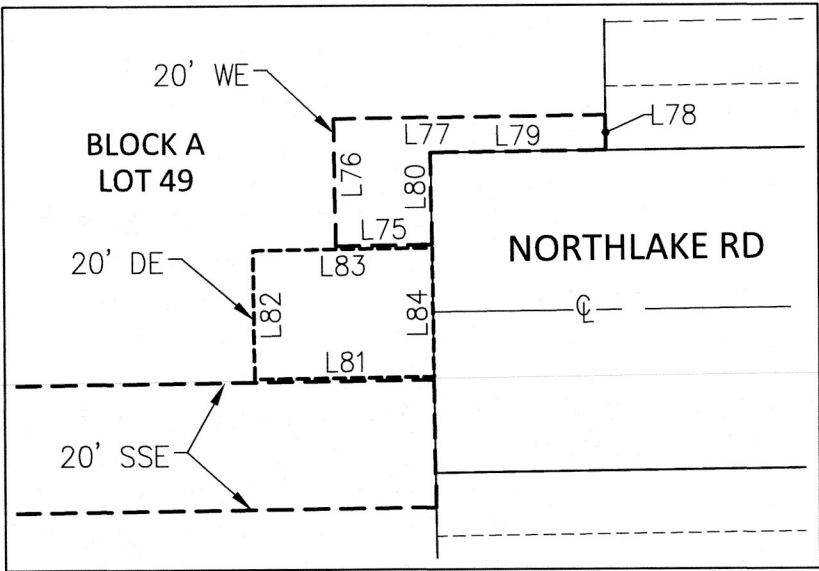 20' WE
L78
L77
L79
BLOCK A
LOT 49
L76
L80
L75
NORTHLAKE RD
20' DE
L83
L82
L84
℄
L81
20' SSE